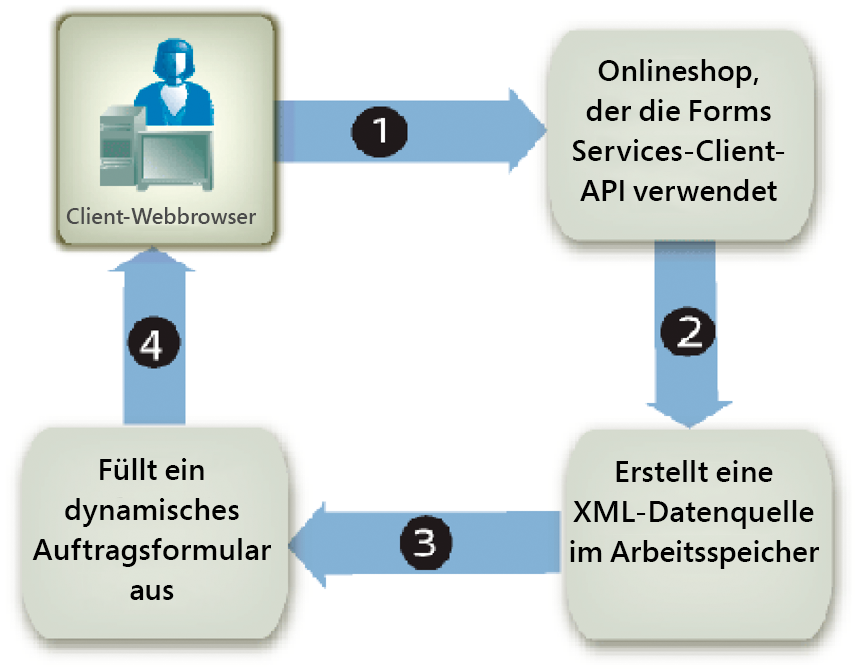 Client-Webbrowser
1
Onlineshop,
der die Forms
Services-Client-
API verwendet
2
Erstellt eine
XML-Datenquelle
im Arbeitsspeicher
3
Füllt ein
dynamisches
Auftragsformular
aus
4